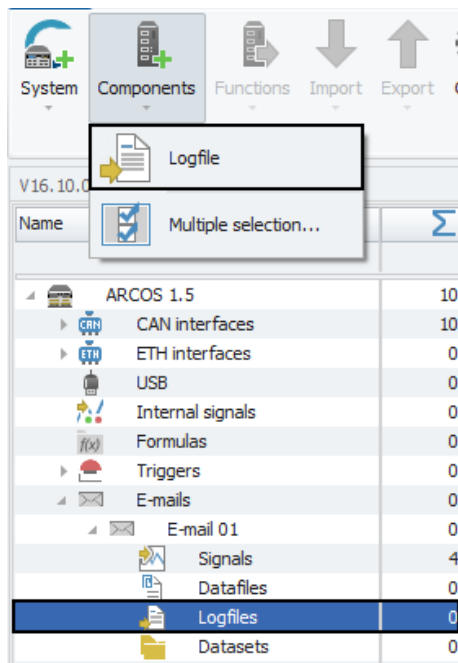 System Components Functions Import Export
Logfile
V16.10.0
Multiple selection...
Name Σ
ARCOS 1.5 10
CAN CAN interfaces 10
ETH ETH interfaces 0
USB 0
Internal signals 0
f(x) Formulas 0
Triggers 0
E-mails 0
E-mail 01 0
Signals 4
Datafiles 0
Logfiles 0
Datasets 0